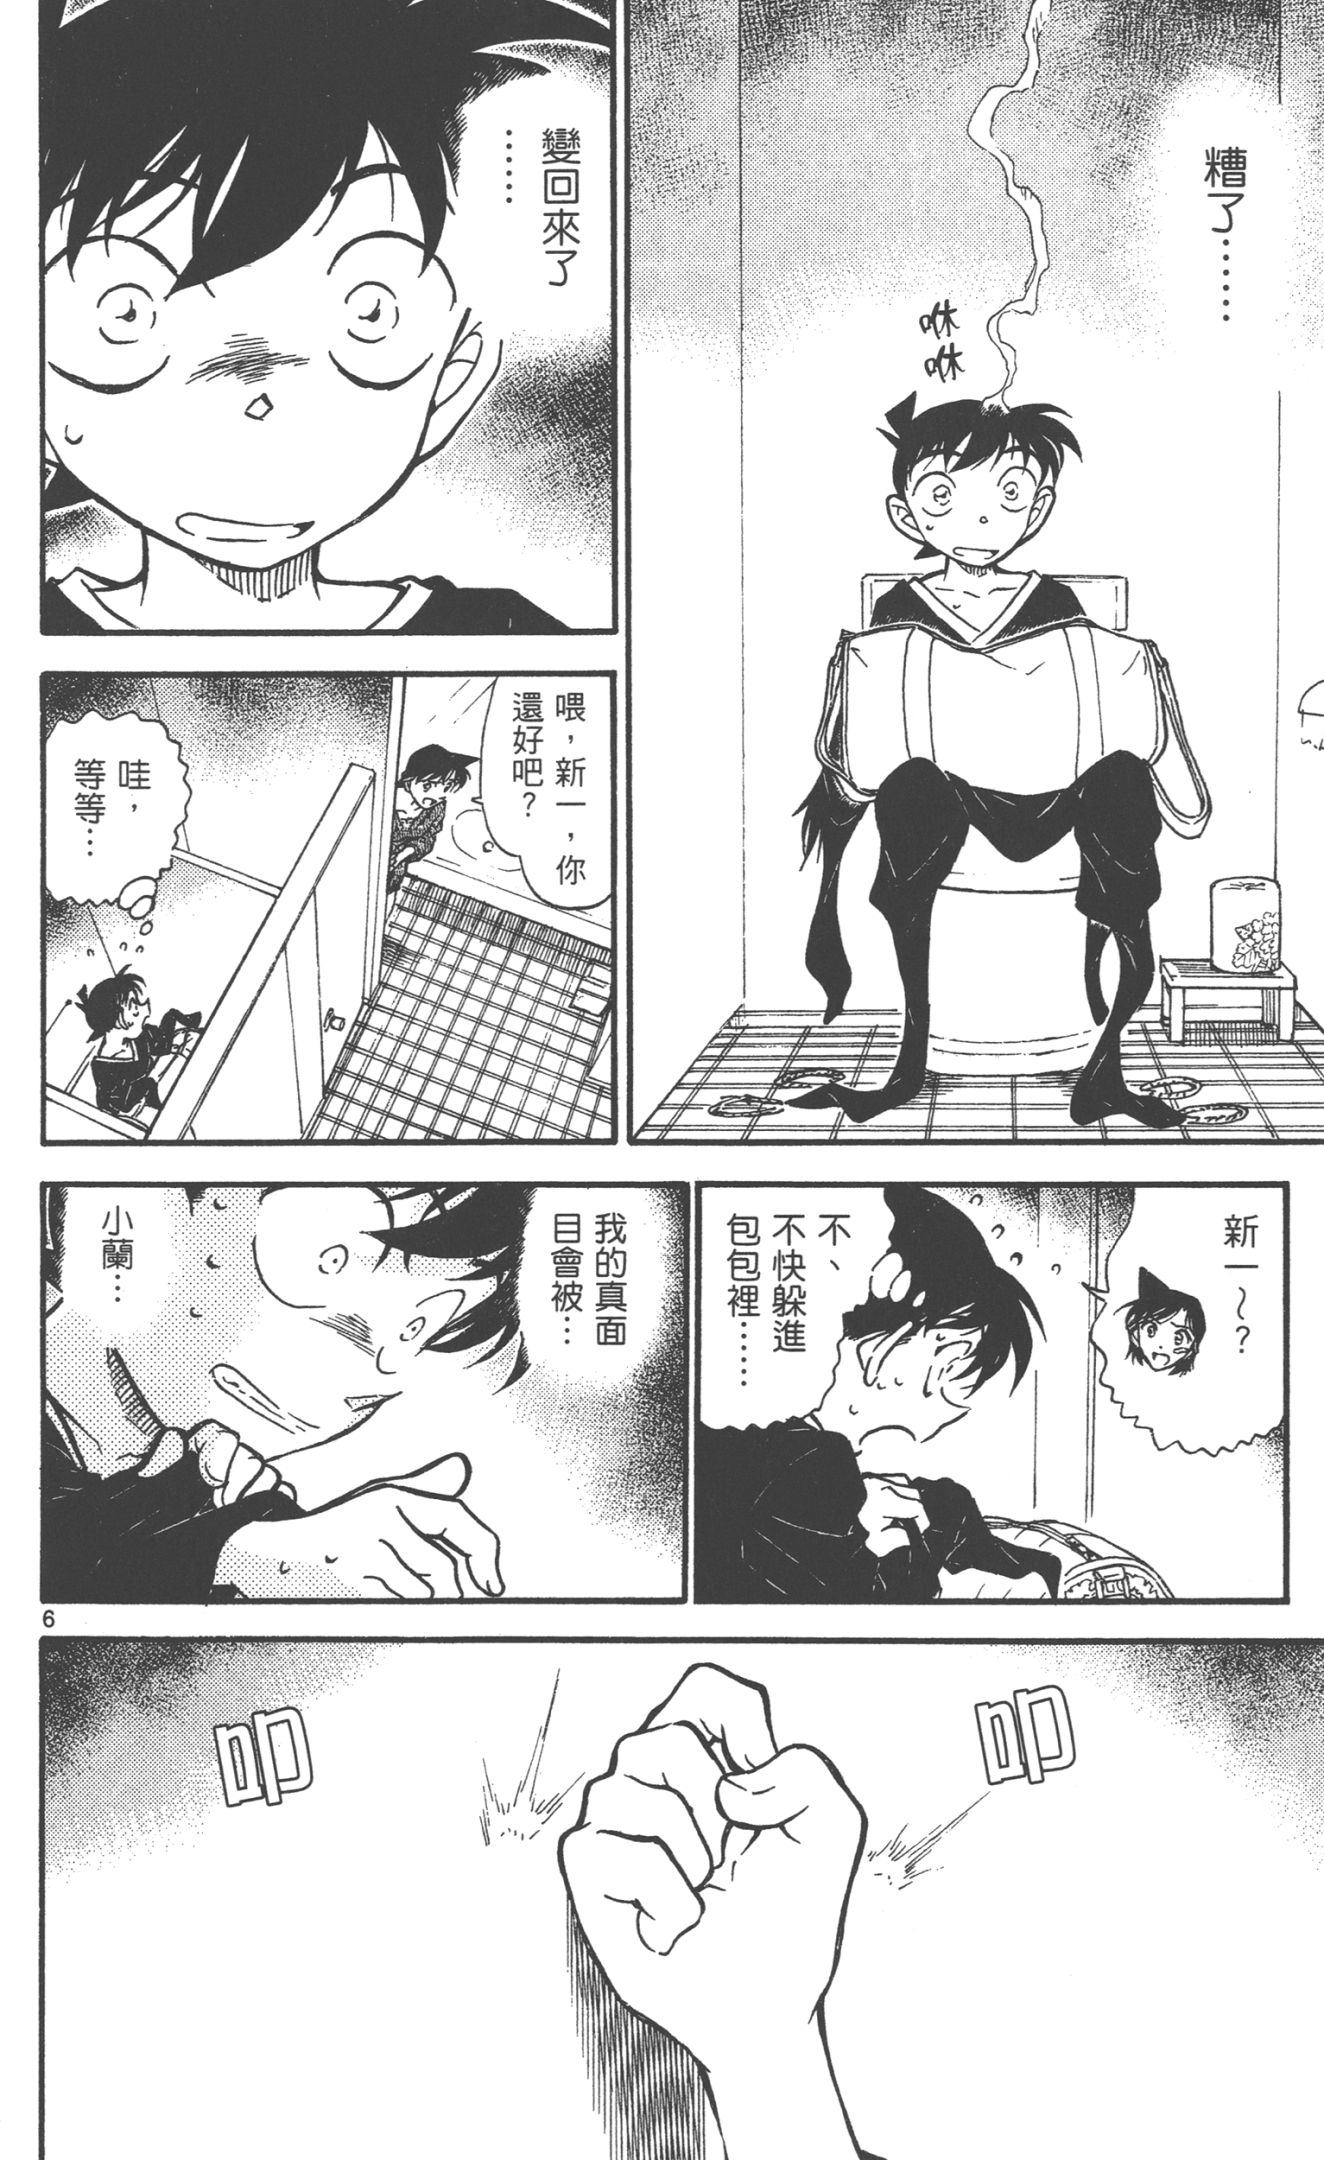 糟了……
咻咻
變回來了
……
喂，新一，你
還好吧？
哇，
等等…
新一～？
不、
不快躲進
包包裡……
我的真面
目會被…
小蘭…
6
叩
叩